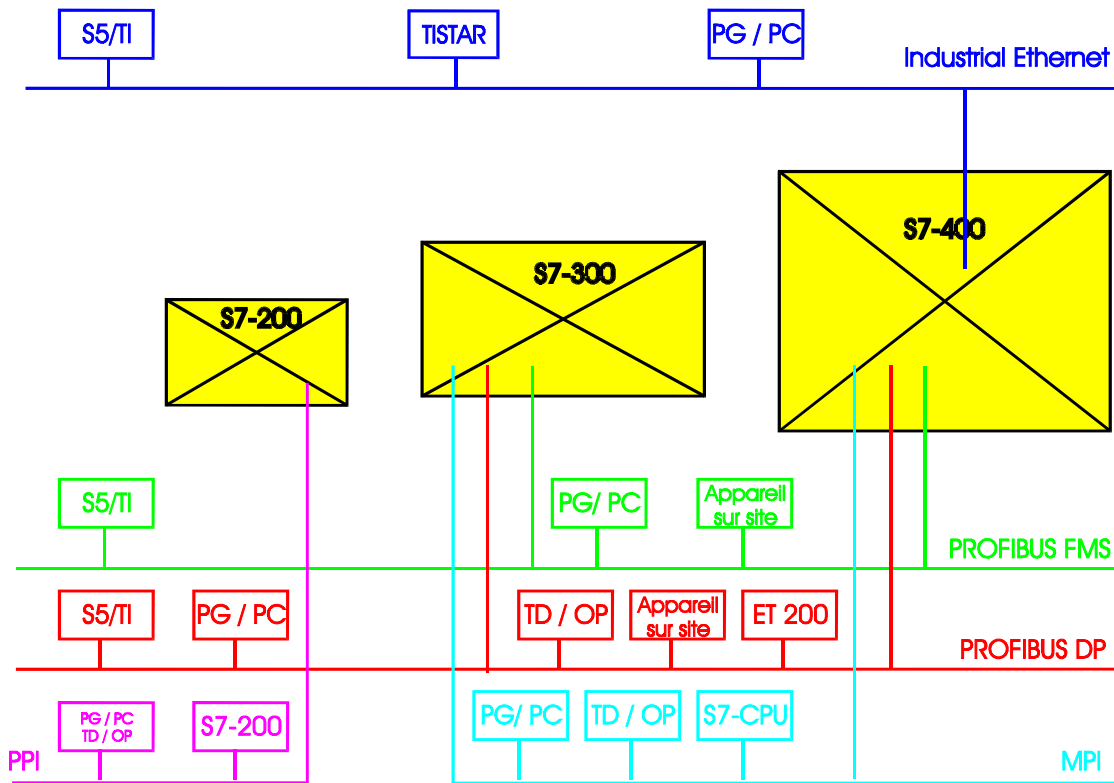 S5/TI
TISTAR
PG / PC
Industrial Ethernet
S7-400
S7-300
S7-200
S5/TI
PG/ PC
Appareil
sur site
PROFIBUS FMS
S5/TI
PG / PC
TD / OP
Appareil
sur site
ET 200
PROFIBUS DP
PG / PC
TD / OP
S7-200
PG/ PC
TD / OP
S7-CPU
PPI
MPI